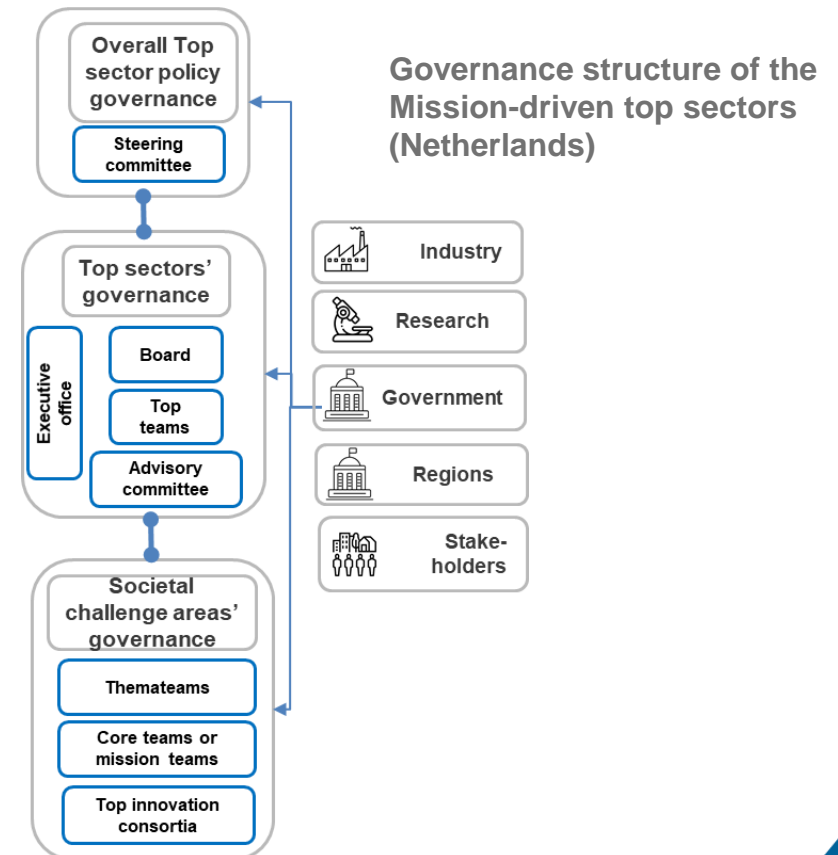 Governance structure of the
Mission-driven top sectors
(Netherlands)
Overall Top
sector policy
governance
Steering
committee
Top sectors’
governance
Executive
office
Board
Top
teams
Advisory
committee
Societal
challenge areas’
governance
Themateams
Core teams or
mission teams
Top innovation
consortia
Industry
Research
Government
Regions
Stake-
holders